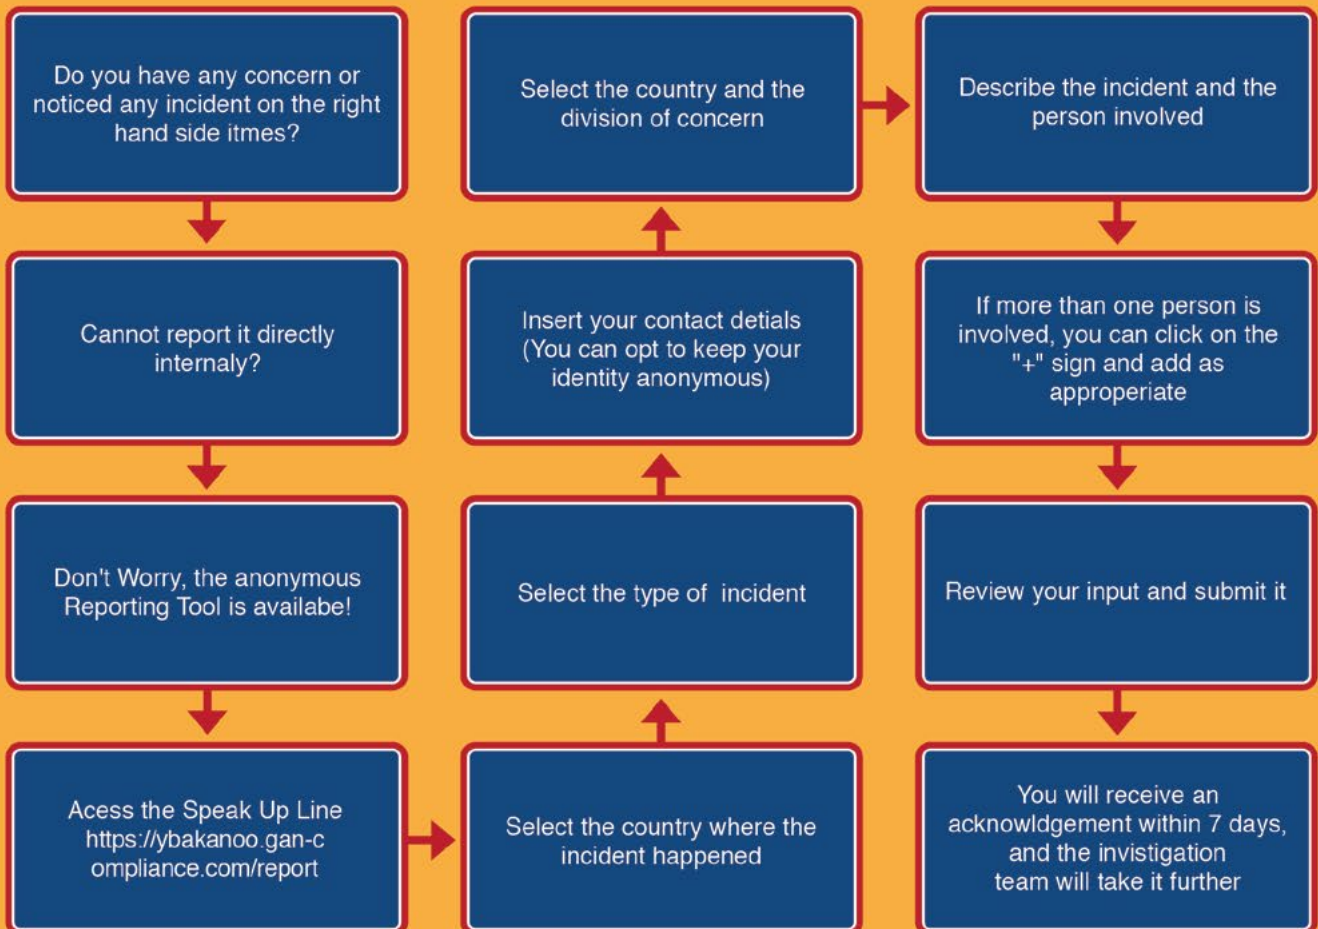 Do you have any concern or
noticed any incident on the right
hand side itmes?
Cannot report it directly
internaly?
Don't Worry, the anonymous
Reporting Tool is availabe!
Acess the Speak Up Line
https://ybakanoo.gan-c
ompliance.com/report
Select the country where the
incident happened
Select the type of  incident
Insert your contact detials
(You can opt to keep your
identity anonymous)
Select the country and the
division of concern
Describe the incident and the
person involved
If more than one person is
involved, you can click on the
"+" sign and add as
approperiate
Review your input and submit it
You will receive an
acknowldgement within 7 days,
and the invistigation
team will take it further